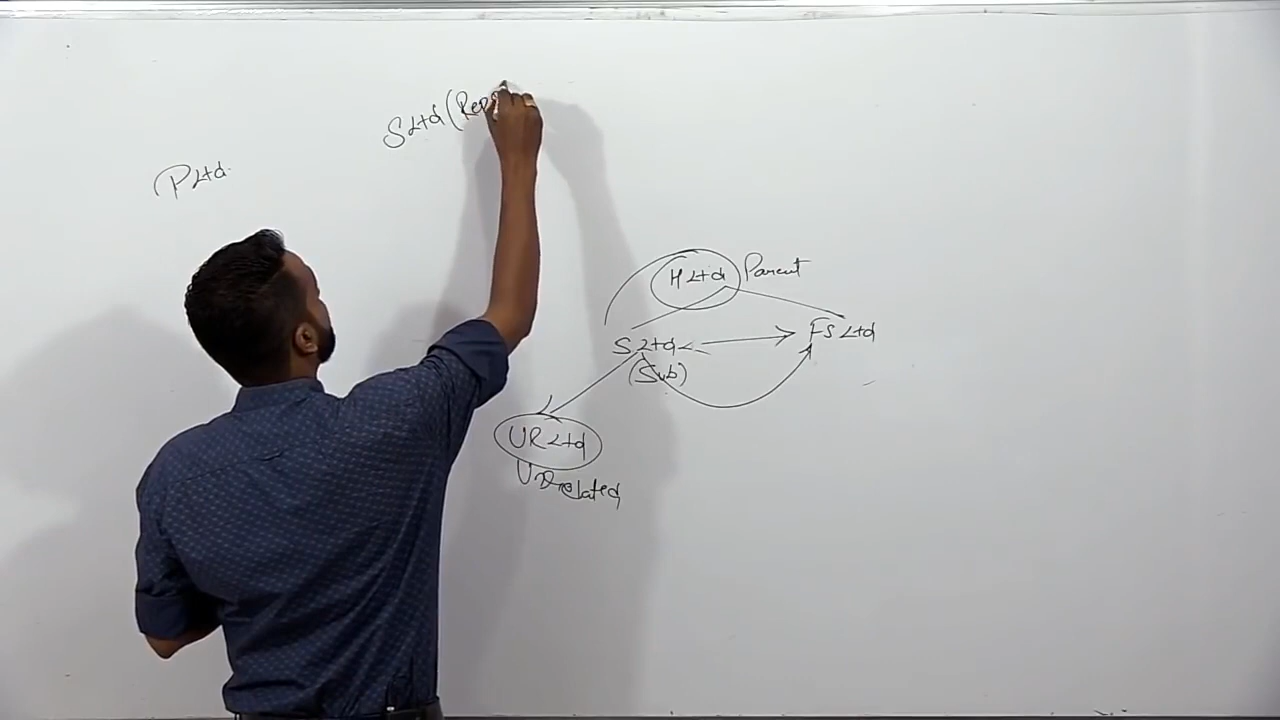 S Ltd (Rep
P Ltd.
H Ltd Parent
S Ltd
FS Ltd
(Sub)
UR Ltd
Unrelated